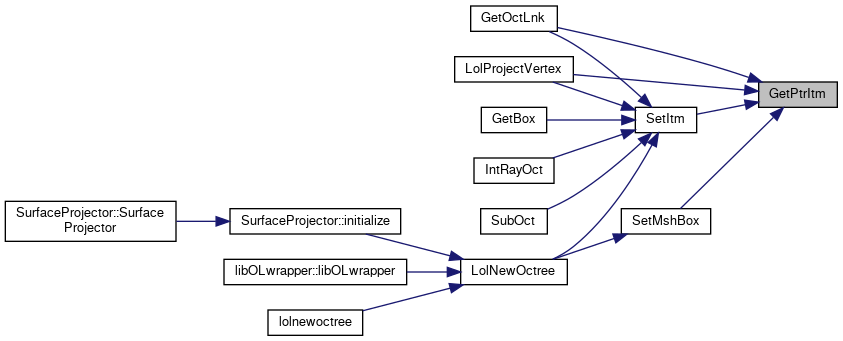 GetOctLnk
LolProjectVertex
GetPtrItm
GetBox
SetItm
IntRayOct
SurfaceProjector::Surface
Projector
SurfaceProjector::initialize
SubOct
SetMshBox
libOLwrapper::libOLwrapper
LolNewOctree
lolnewoctree